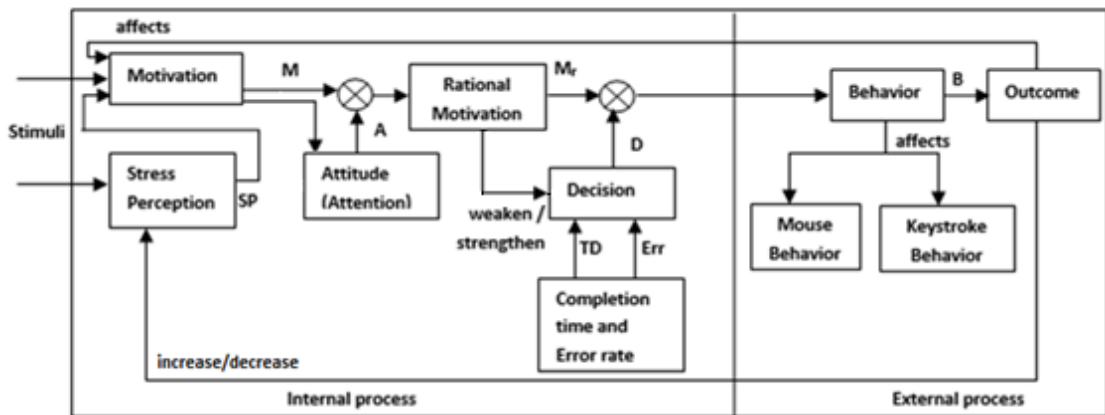 affects
Motivation
M
Rational
Motivation
Mr
Behavior
B
Outcome
Stimuli
A
D
affects
Stress
Perception
SP
Attitude
(Attention)
Decision
weaken /
strengthen
TD
Err
Mouse
Behavior
Keystroke
Behavior
Completion
time and
Error rate
increase/decrease
Internal process
External process